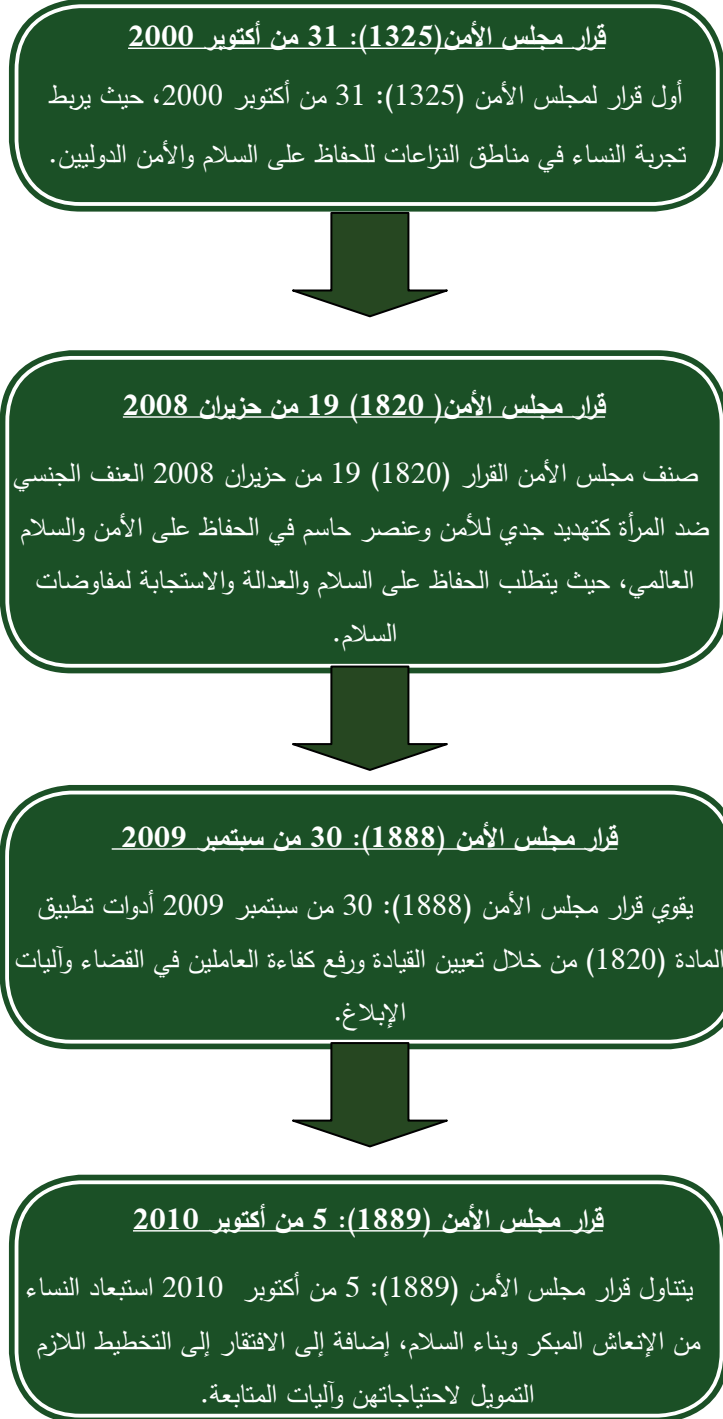 قرار مجلس الأمن(1325): 31 من أكتوبر 2000
أول قرار لمجلس الأمن (1325): 31 من أكتوبر 2000، حيث يربط
تجربة النساء في مناطق النزاعات للحفاظ على السلام والأمن الدوليين.
قرار مجلس الأمن( 1820) 19 من حزيران 2008
صنف مجلس الأمن القرار (1820) 19 من حزيران 2008 العنف الجنسي
ضد المرأة كتهديد جدي للأمن وعنصر حاسم في الحفاظ على الأمن والسلام
العالمي، حيث يتطلب الحفاظ على السلام والعدالة والاستجابة لمفاوضات
السلام.
قرار مجلس الأمن (1888): 30 من سبتمبر 2009
يقوي قرار مجلس الأمن (1888): 30 من سبتمبر 2009 أدوات تطبيق
المادة (1820) من خلال تعيين القيادة ورفع كفاءة العاملين في القضاء وآليات
الإبلاغ.
قرار مجلس الأمن (1889): 5 من أكتوبر 2010
يتناول قرار مجلس الأمن (1889): 5 من أكتوبر 2010 استبعاد النساء
من الإنعاش المبكر وبناء السلام، إضافة إلى الافتقار إلى التخطيط اللازم
التمويل لاحتياجاتهن وآليات المتابعة.